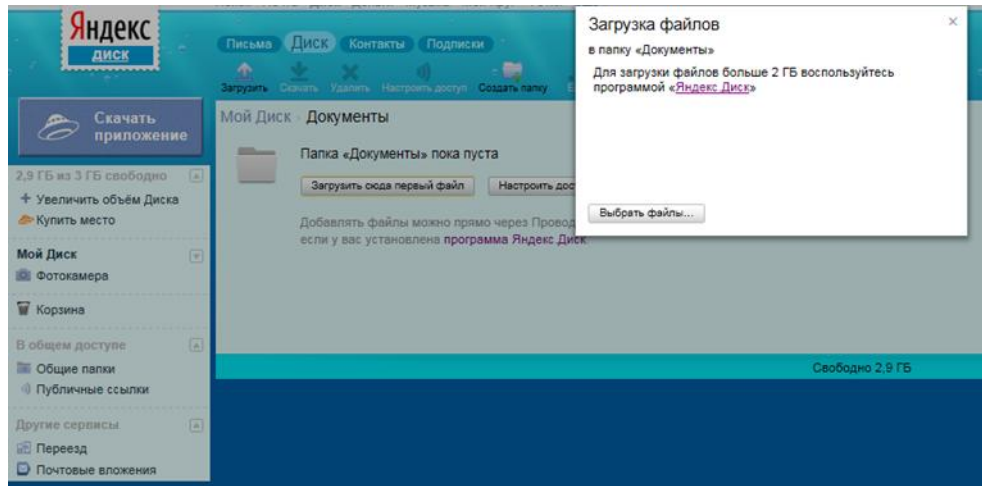 Яндекс
диск
Письма
Диск
Контакты
Подписки
Загрузить
Скачать
Удалить
Настроить доступ
Создать папку
Скачать
приложение
2,9 ГБ из 3 ГБ свободно
Увеличить объём Диска
Купить место
Мой Диск
Фотокамера
Корзина
В общем доступе
Общие папки
Публичные ссылки
Другие сервисы
Переезд
Почтовые вложения
Мой Диск › Документы
Папка «Документы» пока пуста
Загрузить сюда первый файл
Настроить
Добавлять файлы можно прямо через
если у вас установлена программа Яндекс.Диск
Свободно 2,9 ГБ
Загрузка файлов
в папку «Документы»
Для загрузки файлов больше 2 ГБ воспользуйтесь
программой «Яндекс Диск»
Выбрать файлы...